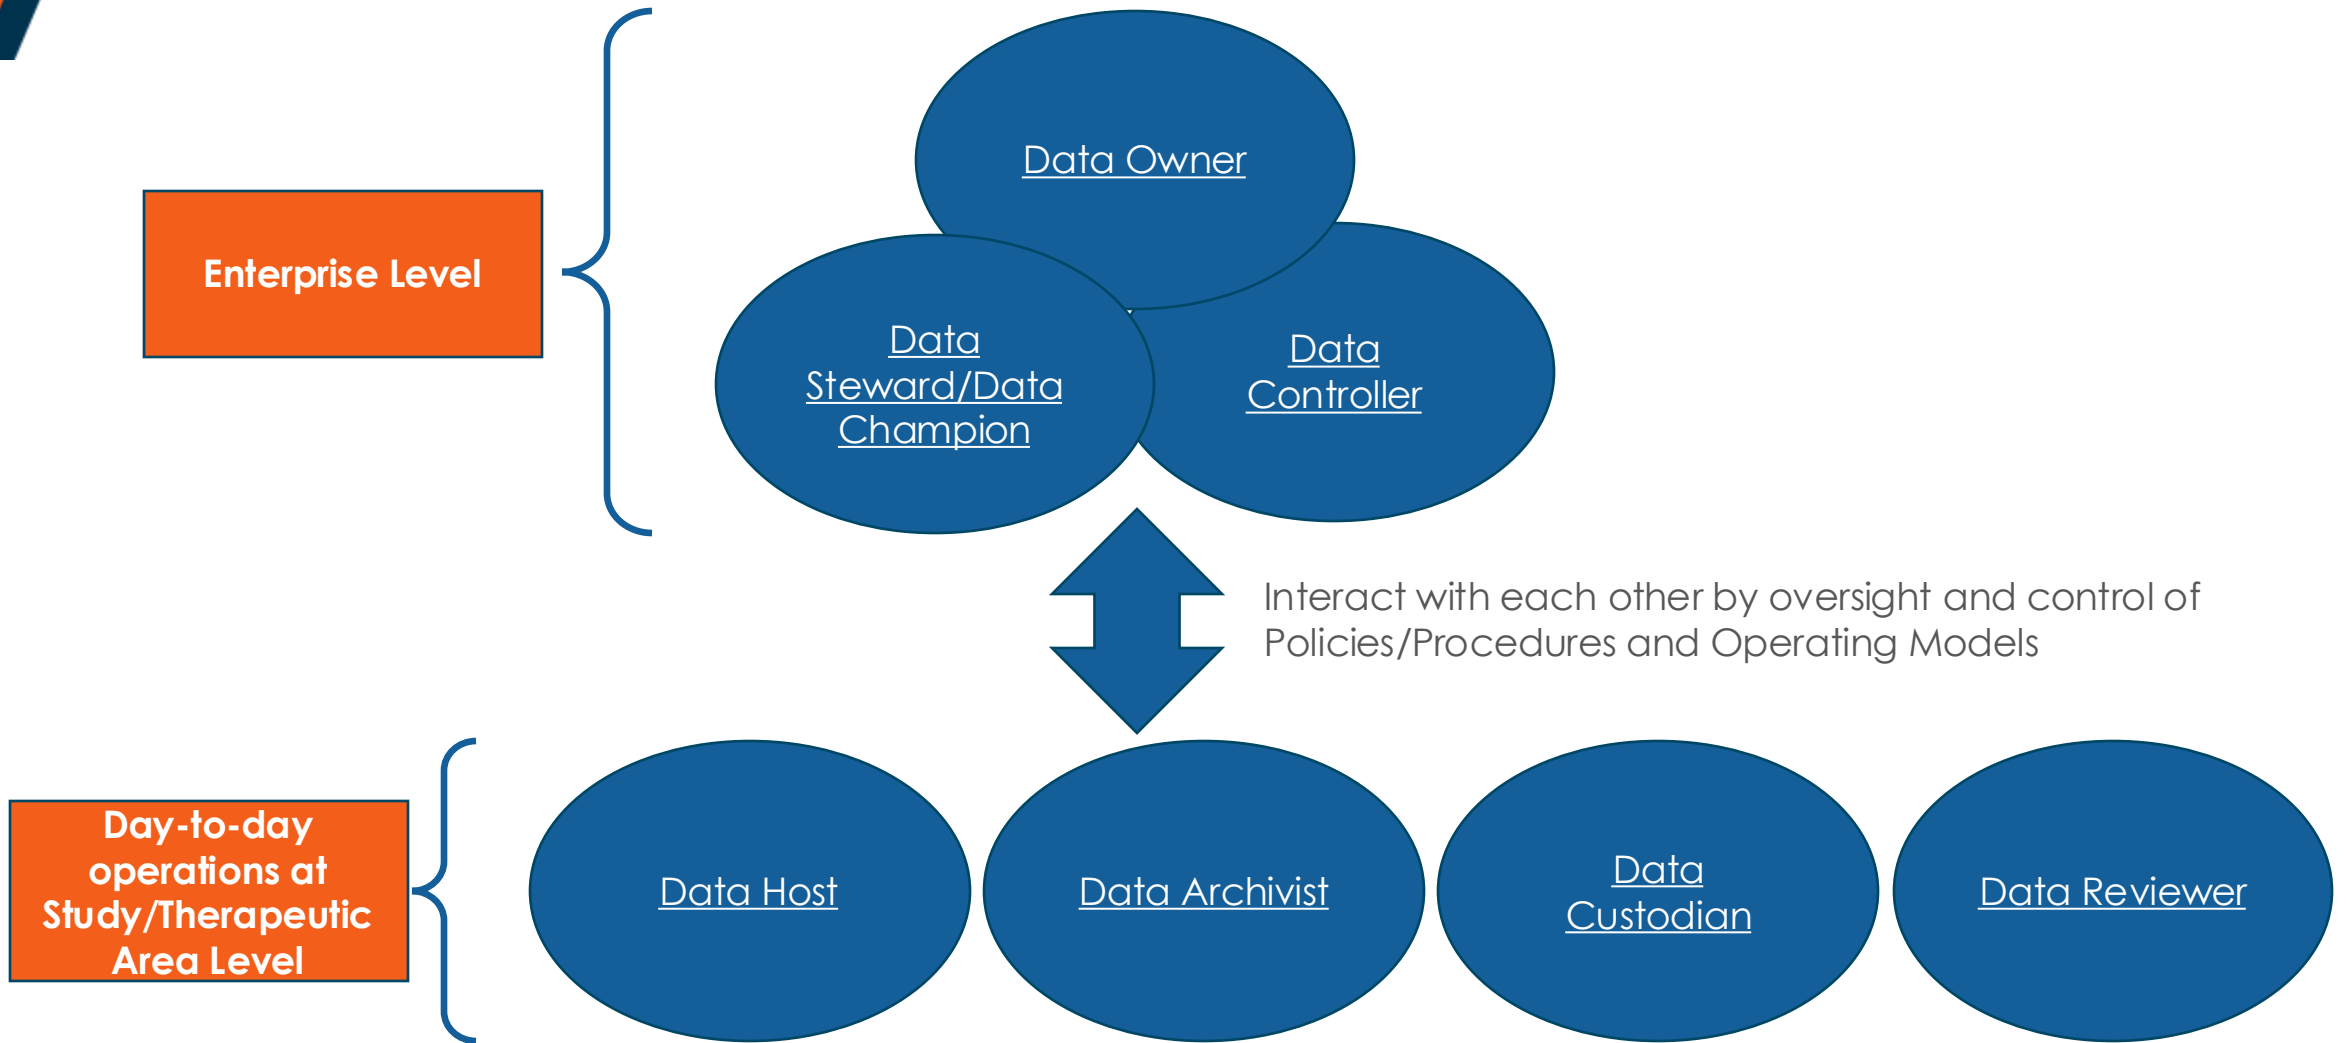 Data Owner
Enterprise Level
Data
Steward/Data
Champion
Data
Controller
Interact with each other by oversight and control of
Policies/Procedures and Operating Models
Day-to-day
operations at
Study/Therapeutic
Area Level
Data Host
Data Archivist
Data
Custodian
Data Reviewer